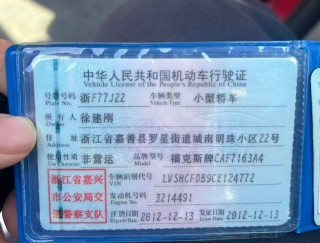 中华人民共和国机动车行驶证
Vehicle License of the People's Republic of China
号牌号码 浙F77J22 车辆类型 小型轿车
Plate No. Vehicle Type
所有人 徐建刚
Owner
住址 浙江省嘉善县罗星街道城南明珠小区22号
Address
使用性质 非营运 品牌型号 福克斯牌CAF7163A4
Use Character Model
浙江省嘉兴 车辆识别代号 LVSHCFDB9CE124772
VIN
市公安局交 发动机号码 3214491
Engine No.
通警察支队 注册日期 2012-12-13 发证日期 2012-12-13
Register Date Issue Date